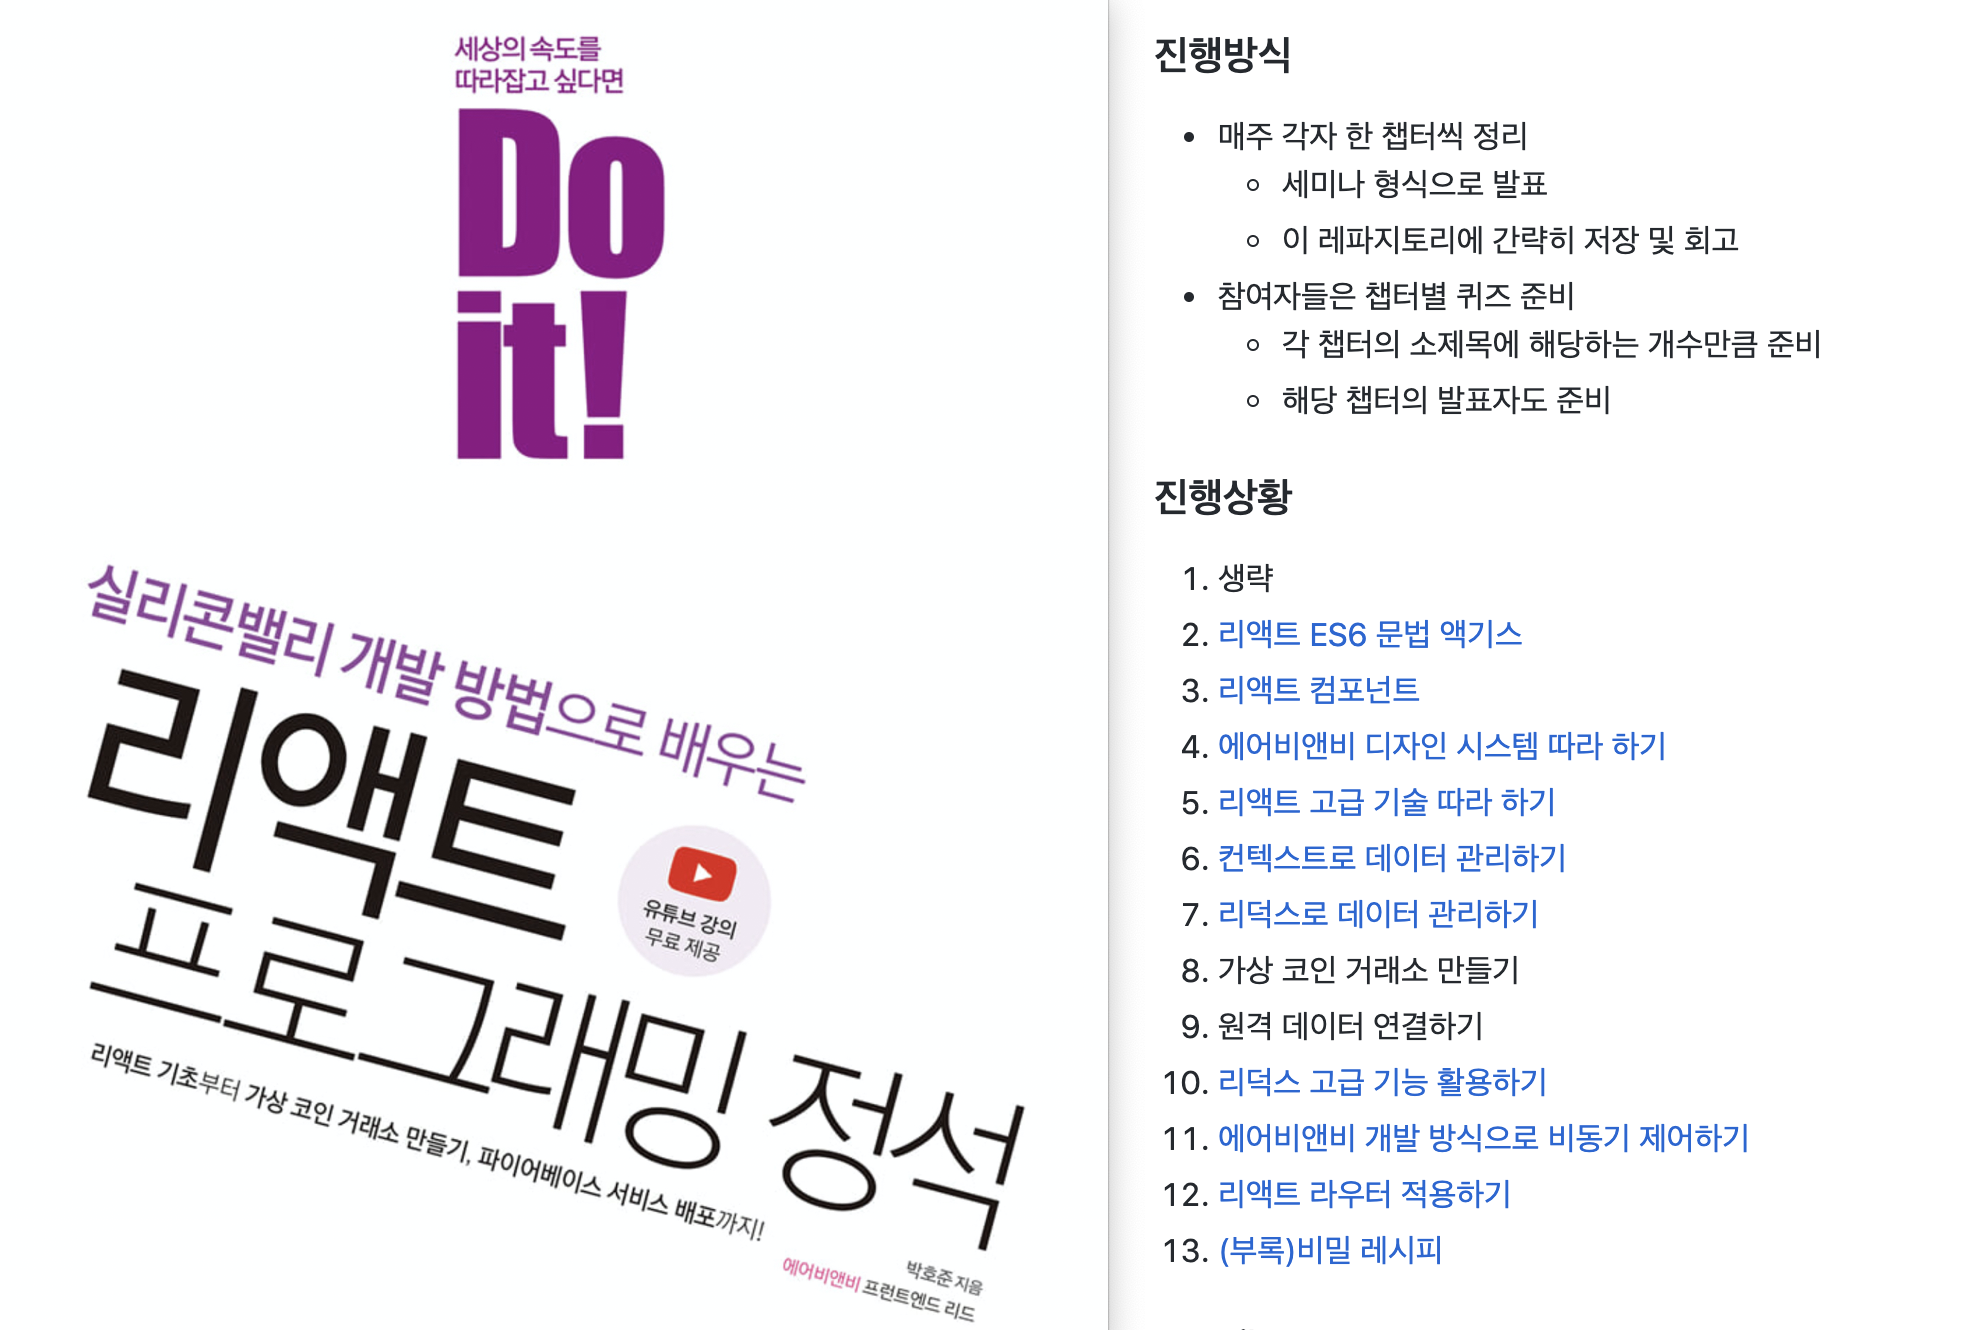 세상의 속도를
따라잡고 싶다면
Do
it!
실리콘밸리 개발 방법으로 배우는
리액트
프로그래밍 정석
유튜브 강의
무료 제공
리액트 기초부터 가상 코인 거래소 만들기, 파이어베이스 서비스 배포까지!
박호준 지음
에어비앤비 프런트엔드 리드
진행방식
• 매주 각자 한 챕터씩 정리
◦ 세미나 형식으로 발표
◦ 이 레파지토리에 간략히 저장 및 회고
• 참여자들은 챕터별 퀴즈 준비
◦ 각 챕터의 소제목에 해당하는 개수만큼 준비
◦ 해당 챕터의 발표자도 준비
진행상황
1. 생략
2. 리액트 ES6 문법 액기스
3. 리액트 컴포넌트
4. 에어비앤비 디자인 시스템 따라 하기
5. 리액트 고급 기술 따라 하기
6. 컨텍스트로 데이터 관리하기
7. 리덕스로 데이터 관리하기
8. 가상 코인 거래소 만들기
9. 원격 데이터 연결하기
10. 리덕스 고급 기능 활용하기
11. 에어비앤비 개발 방식으로 비동기 제어하기
12. 리액트 라우터 적용하기
13. (부록)비밀 레시피